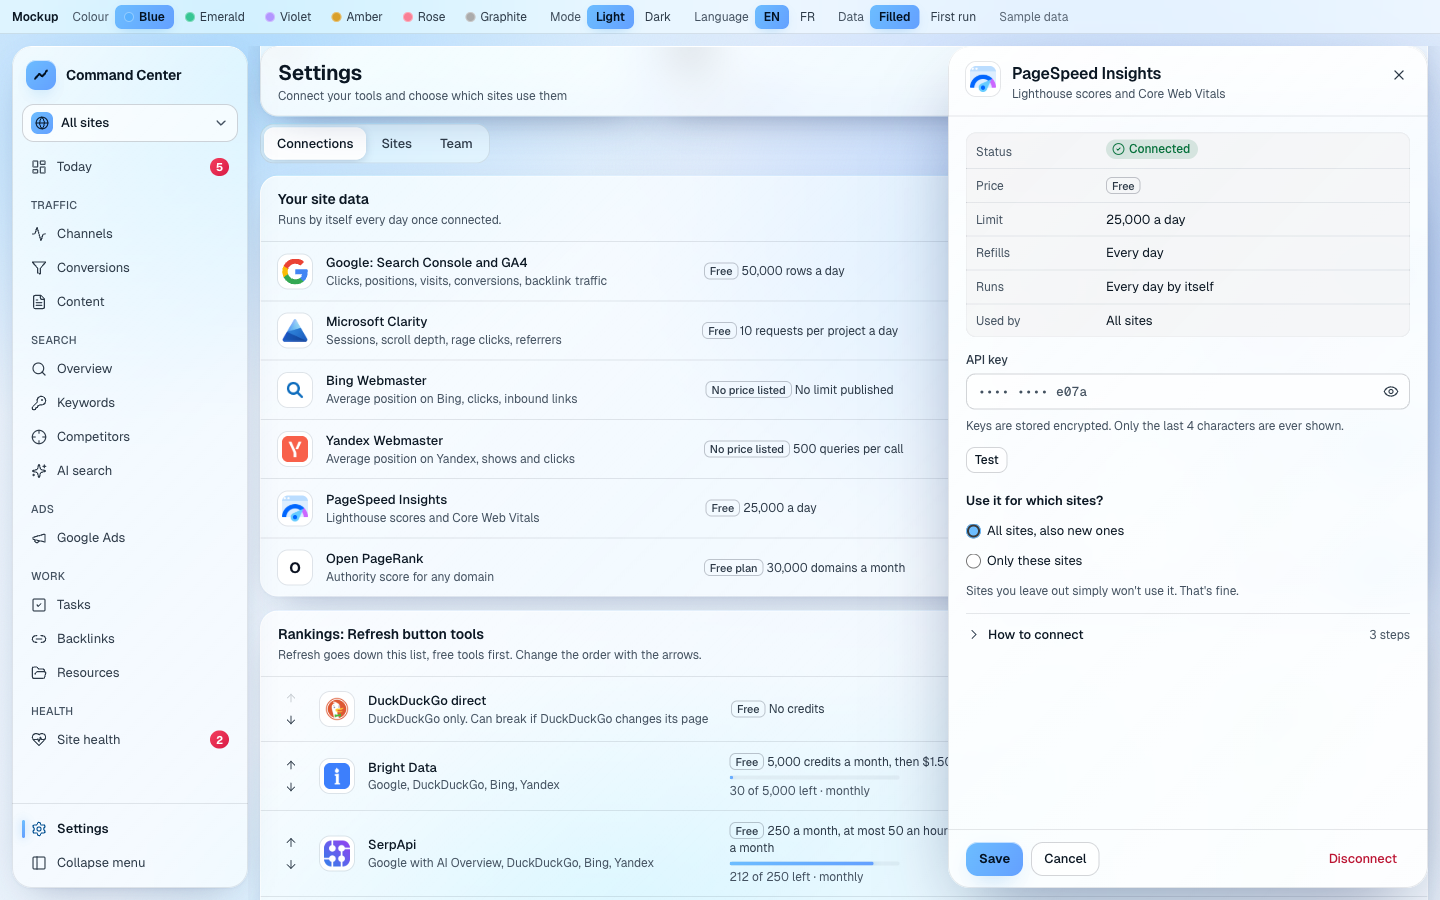 Mockup Colour Blue Emerald Violet Amber Rose Graphite Mode Light Dark Language EN FR Data Filled First run Sample data
Command Center
All sites
Today 5
TRAFFIC
Channels
Conversions
Content
SEARCH
Overview
Keywords
Competitors
AI search
ADS
Google Ads
WORK
Tasks
Backlinks
Resources
HEALTH
Site health 2
Settings
Collapse menu
Settings
Connect your tools and choose which sites use them
Connections Sites Team
Your site data
Runs by itself every day once connected.
Google: Search Console and GA4
Clicks, positions, visits, conversions, backlink traffic
Free 50,000 rows a day
Microsoft Clarity
Sessions, scroll depth, rage clicks, referrers
Free 10 requests per project a day
Bing Webmaster
Average position on Bing, clicks, inbound links
No price listed No limit published
Yandex Webmaster
Average position on Yandex, shows and clicks
No price listed 500 queries per call
PageSpeed Insights
Lighthouse scores and Core Web Vitals
Free 25,000 a day
O
Open PageRank
Authority score for any domain
Free plan 30,000 domains a month
Rankings: Refresh button tools
Refresh goes down this list, free tools first. Change the order with the arrows.
DuckDuckGo direct
DuckDuckGo only. Can break if DuckDuckGo changes its page
Free No credits
Bright Data
Google, DuckDuckGo, Bing, Yandex
Free 5,000 credits a month, then $1.50
30 of 5,000 left · monthly
SerpApi
Google with AI Overview, DuckDuckGo, Bing, Yandex
Free 250 a month, at most 50 an hour
a month
212 of 250 left · monthly
PageSpeed Insights
Lighthouse scores and Core Web Vitals
Status Connected
Price Free
Limit 25,000 a day
Refills Every day
Runs Every day by itself
Used by All sites
API key
•••• •••• e07a
Keys are stored encrypted. Only the last 4 characters are ever shown.
Test
Use it for which sites?
All sites, also new ones
Only these sites
Sites you leave out simply won't use it. That's fine.
How to connect 3 steps
Save Cancel Disconnect